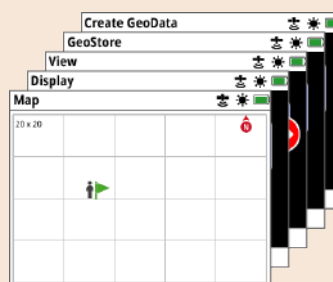 Create GeoData
GeoStore
View
Display
Map
20 x 20
N